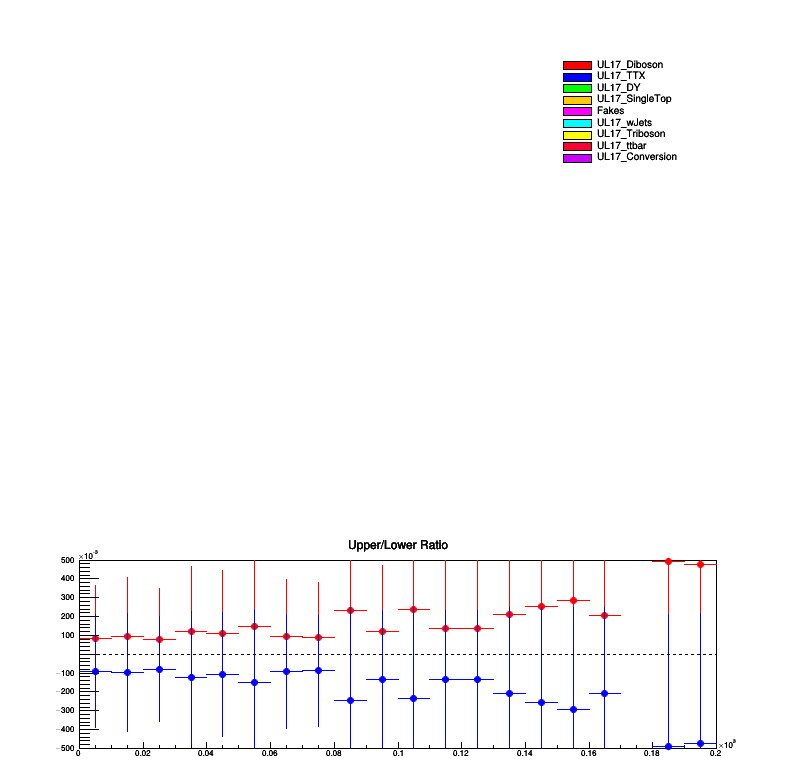 UL17_Diboson
UL17_TTX
UL17_DY
UL17_SingleTop
Fakes
UL17_wJets
UL17_Triboson
UL17_ttbar
UL17_Conversion
Upper/Lower Ratio
×10⁻³
500
400
300
200
100
−100
−200
−300
−400
−500
0 0.02 0.04 0.06 0.08 0.1 0.12 0.14 0.16 0.18 0.2
×10³